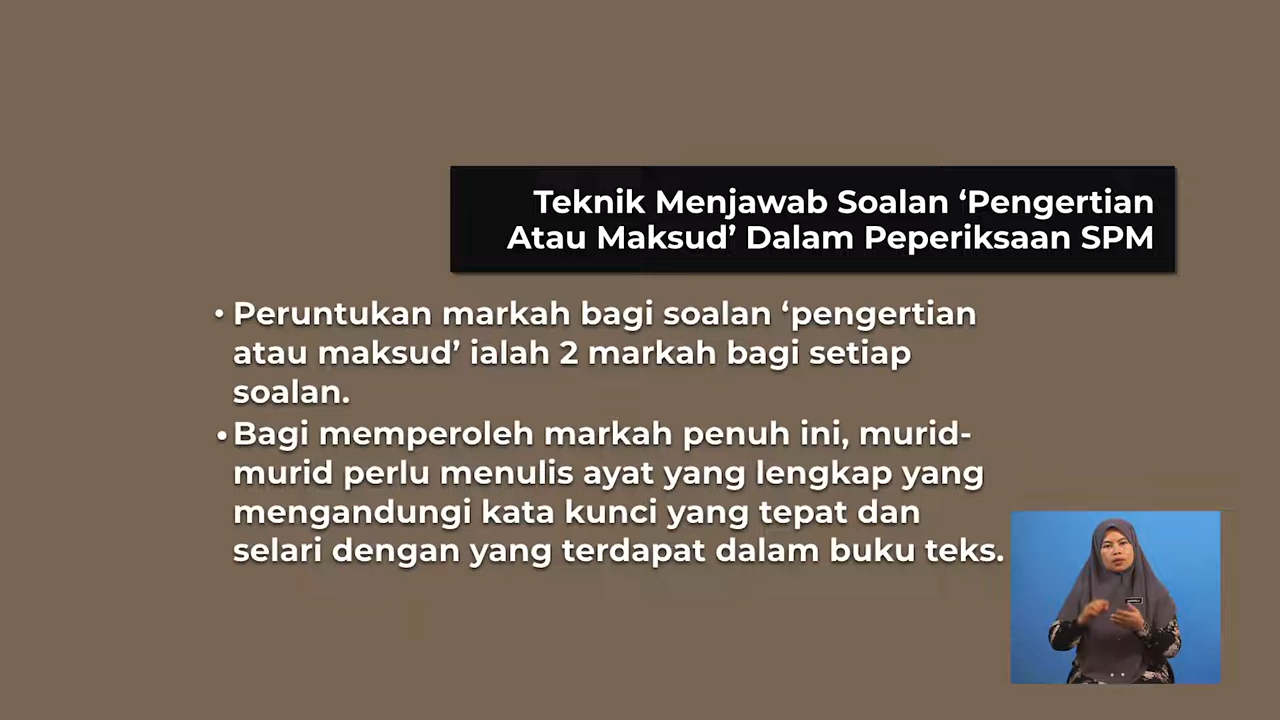 Teknik Menjawab Soalan ‘Pengertian
Atau Maksud’ Dalam Peperiksaan SPM
• Peruntukan markah bagi soalan ‘pengertian
atau maksud’ ialah 2 markah bagi setiap
soalan.
• Bagi memperoleh markah penuh ini, murid-
murid perlu menulis ayat yang lengkap yang
mengandungi kata kunci yang tepat dan
selari dengan yang terdapat dalam buku teks.